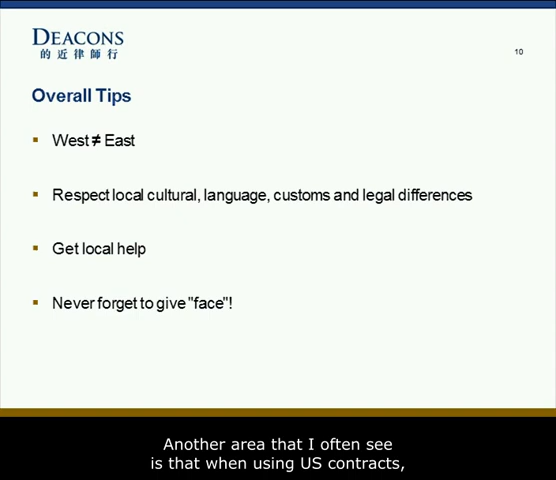 DEACONS
的近律師行
10
Overall Tips
West ≠ East
Respect local cultural, language, customs and legal differences
Get local help
Never forget to give "face"!
Another area that I often see
is that when using US contracts,